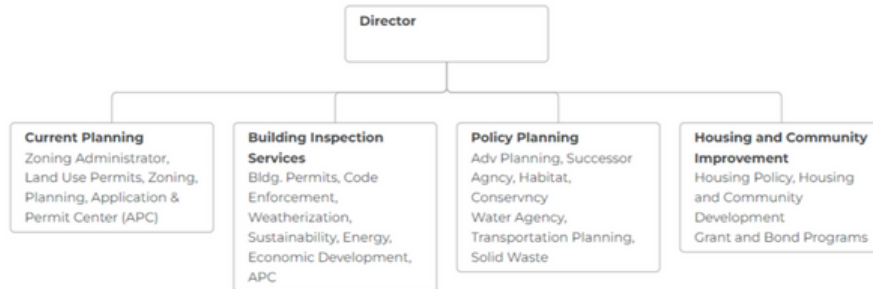 Director
Current Planning
Zoning Administrator,
Land Use Permits, Zoning,
Planning, Application &
Permit Center (APC)
Building Inspection
Services
Bldg. Permits, Code
Enforcement,
Weatherization,
Sustainability, Energy,
Economic Development,
APC
Policy Planning
Adv Planning, Successor
Agncy, Habitat,
Conservncy
Water Agency,
Transportation Planning,
Solid Waste
Housing and Community
Improvement
Housing Policy, Housing
and Community
Development
Grant and Bond Programs